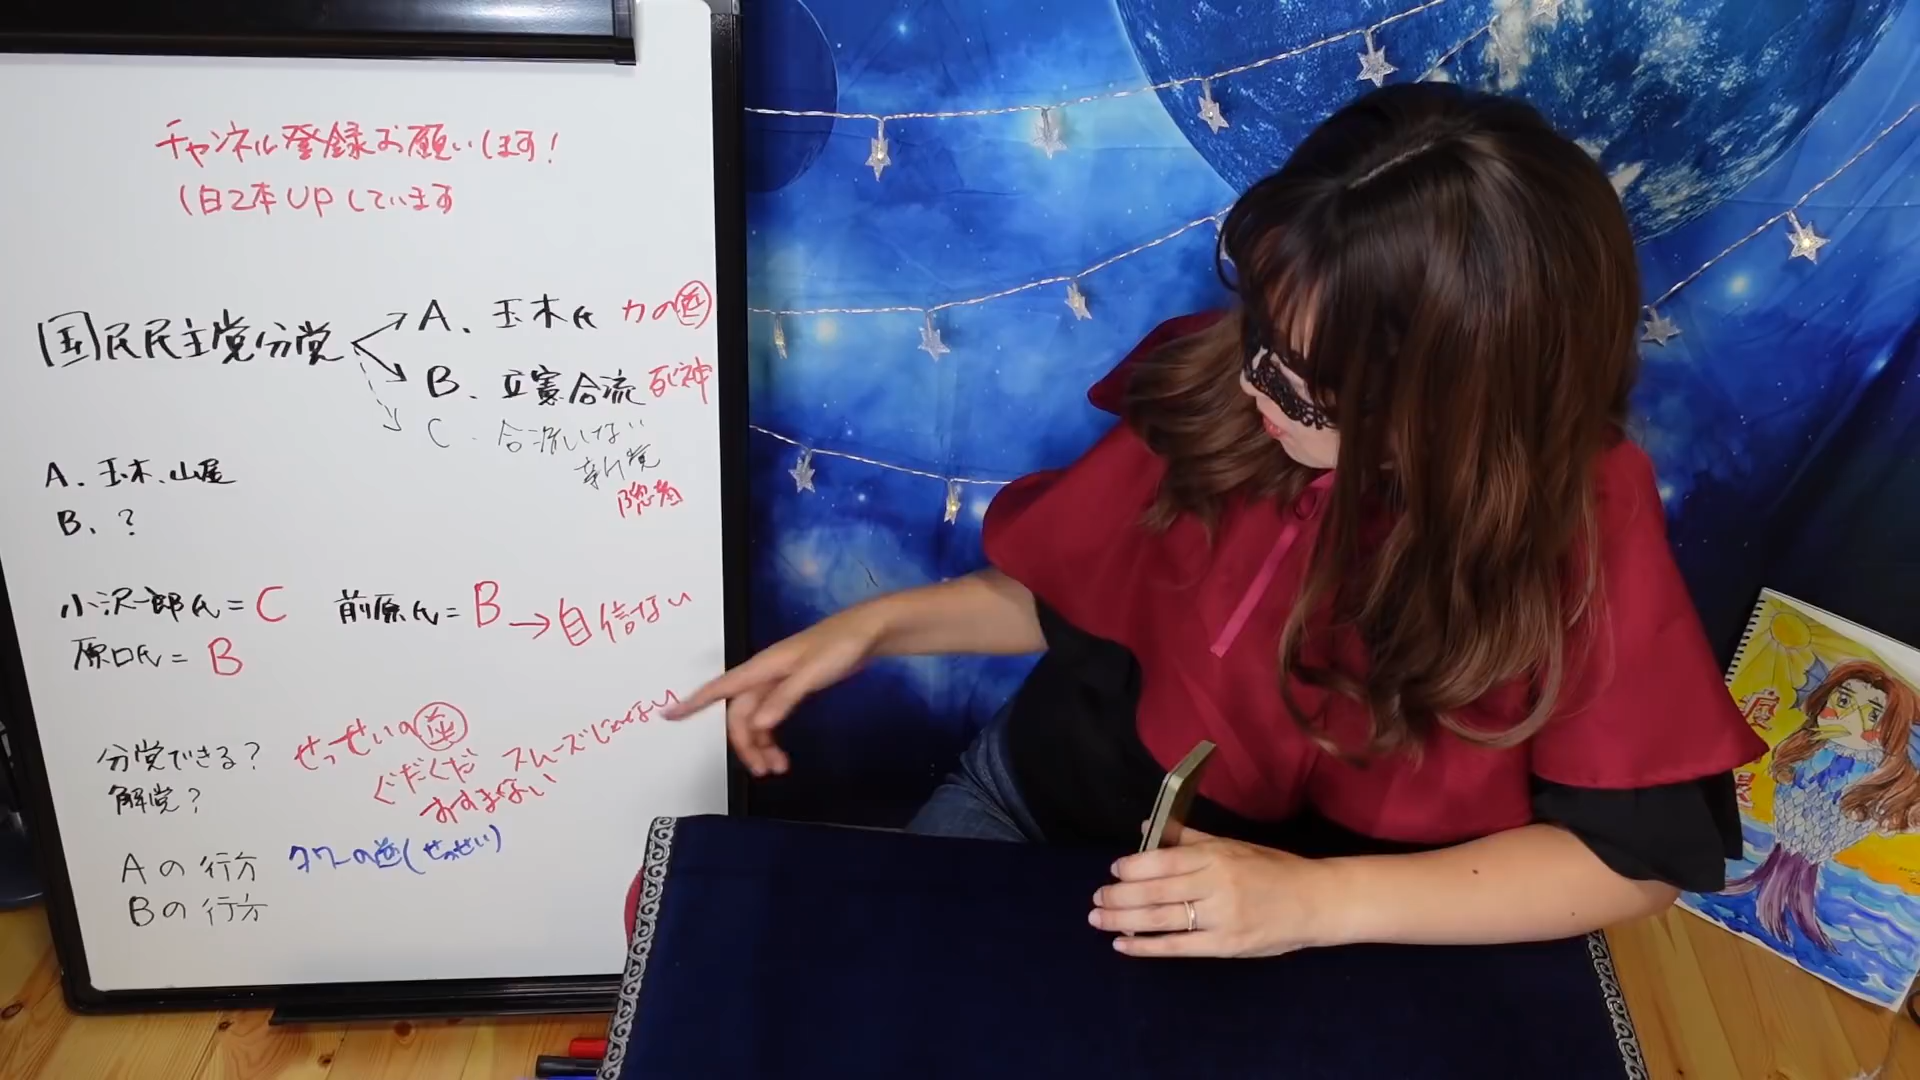 チャンネル登録お願いします!
1日2本UPしています
国民民主党分党
A. 玉木氏 力の逆
B. 立憲合流 死神
C. 合流しない
新党
隠者
A. 玉木、山尾
B. ?
小沢一郎氏=C 前原氏=B→自信ない
原口氏=B
分党できる? せっせいの逆
ぐだぐだ スムーズじゃない
解党?
おすすめない
Aの行方 タワーの逆(せっせい)
Bの行方